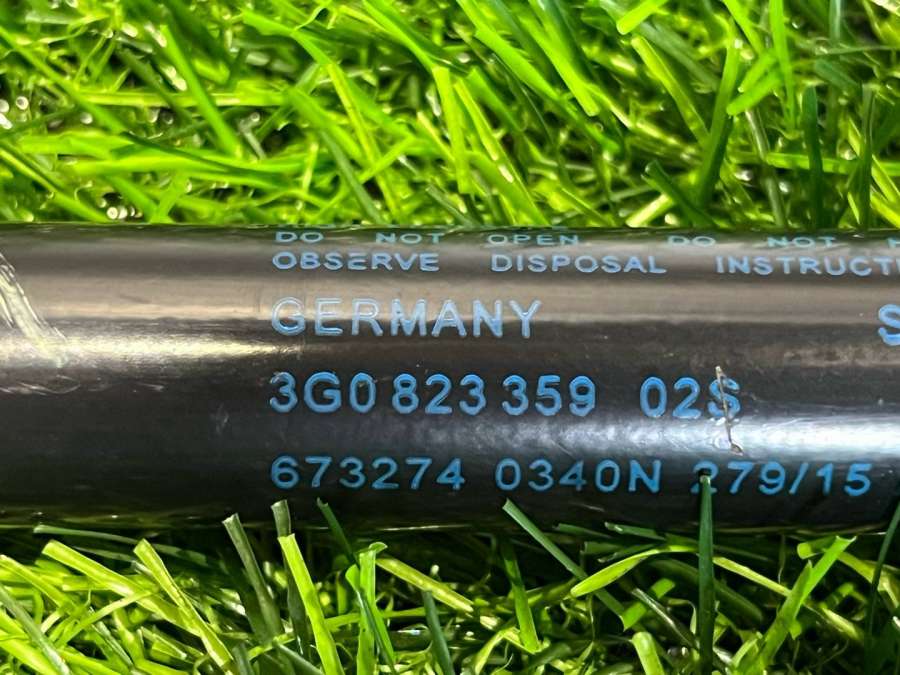 DO NOT OPEN DO NOT
OBSERVE DISPOSAL INSTRUCTI
GERMANY S
3G0 823 359 02S
673274 0340N 279/15